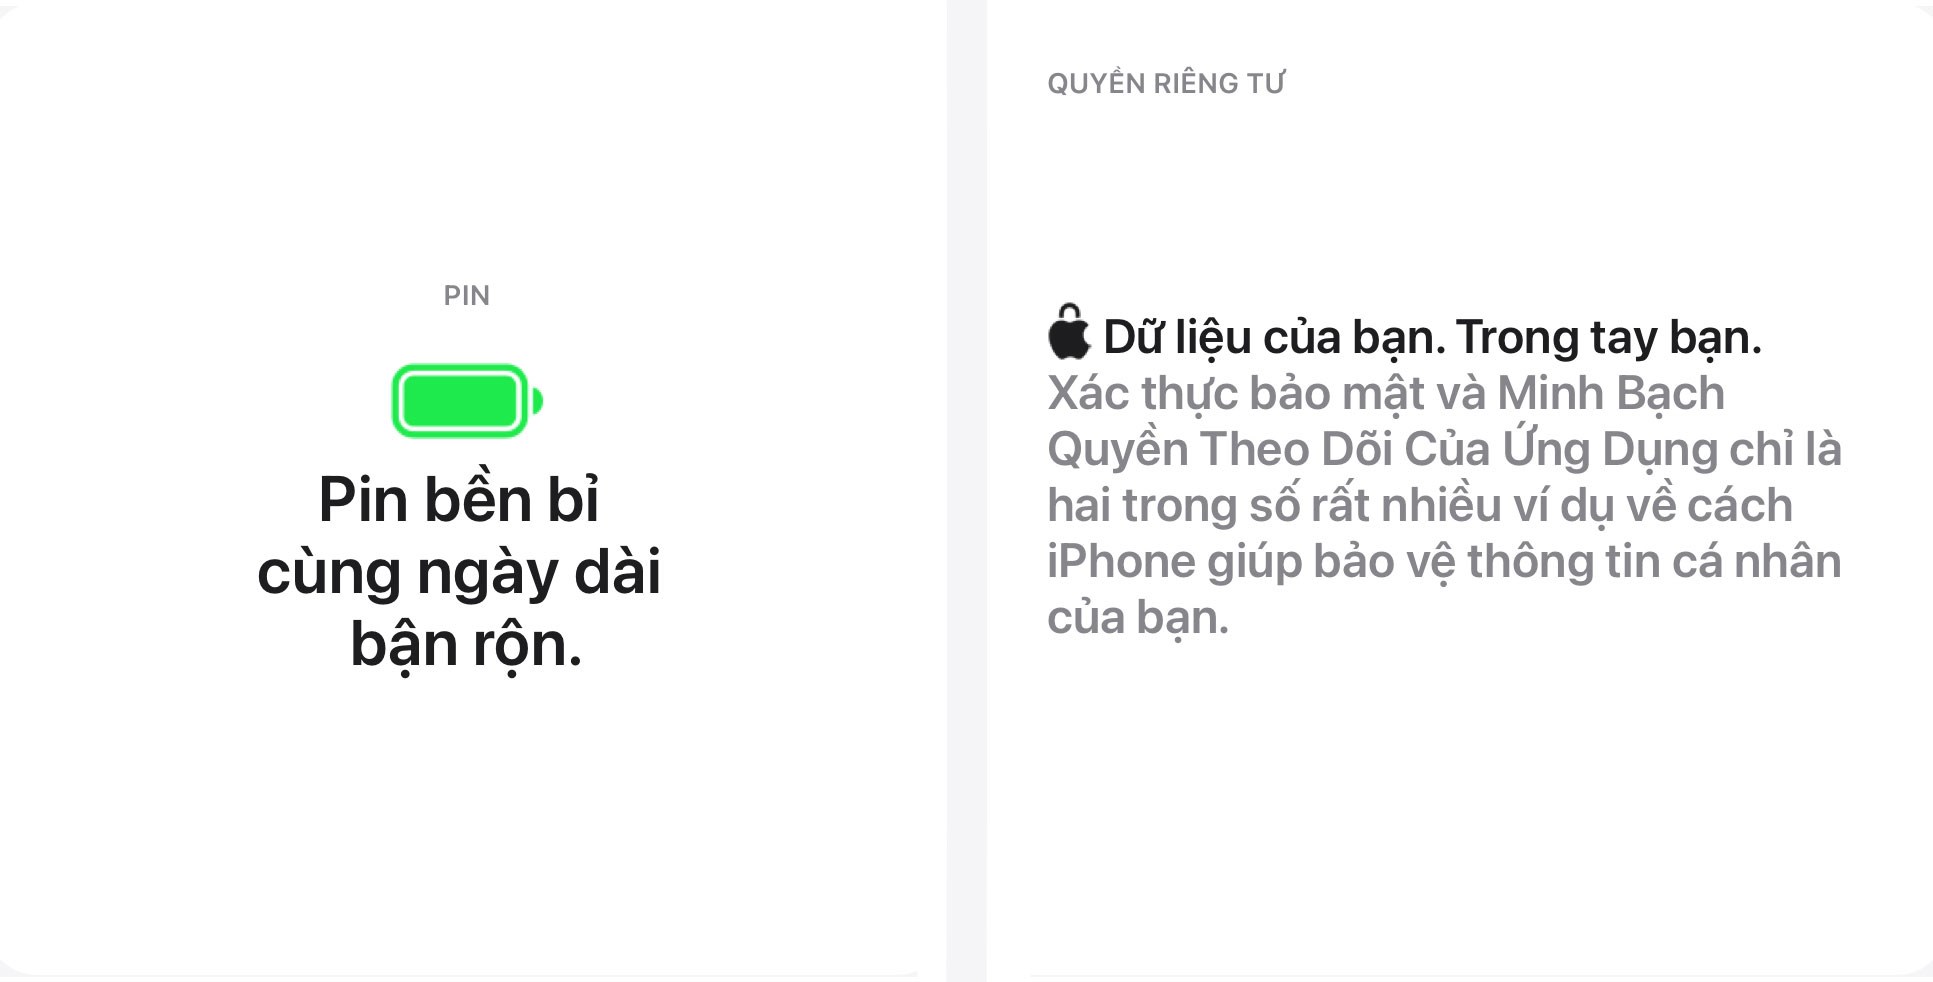 PIN
Pin bền bỉ
cùng ngày dài
bận rộn.
QUYỀN RIÊNG TƯ
Dữ liệu của bạn. Trong tay bạn.
Xác thực bảo mật và Minh Bạch
Quyền Theo Dõi Của Ứng Dụng chỉ là
hai trong số rất nhiều ví dụ về cách
iPhone giúp bảo vệ thông tin cá nhân
của bạn.